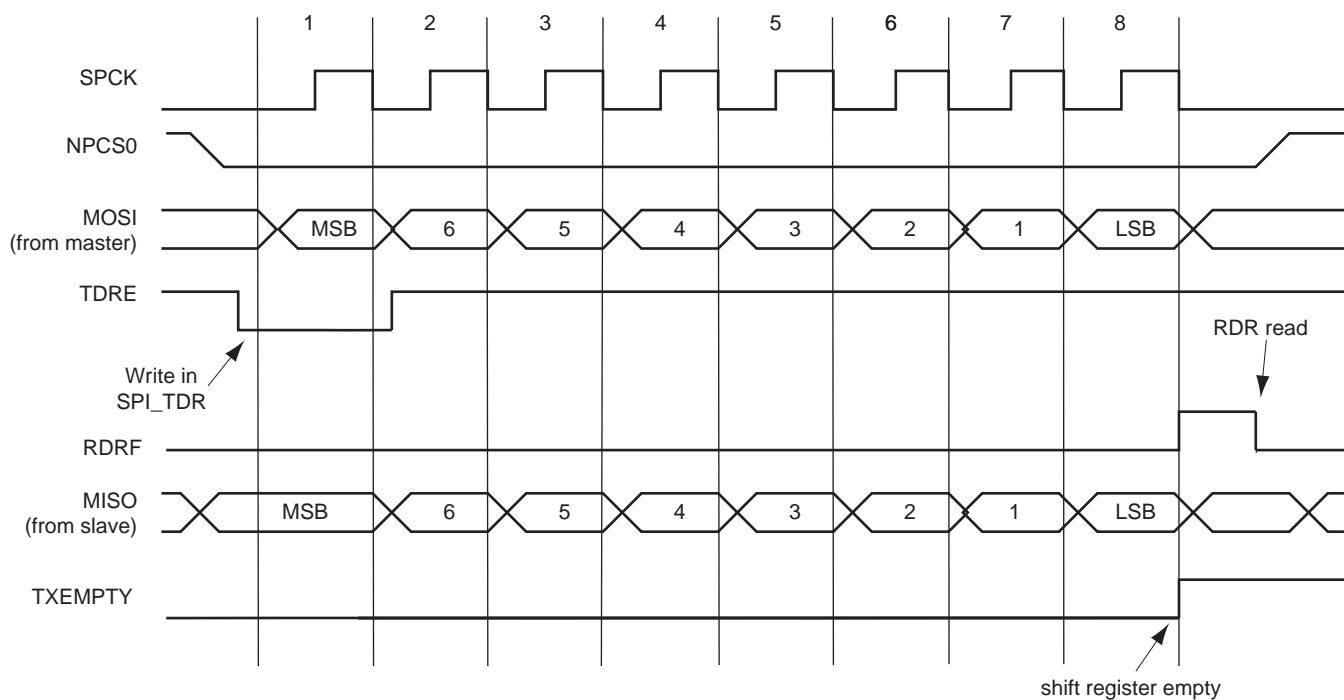 1 2 3 4 5 6 7 8
SPCK
NPCS0
MOSI
(from master)
MSB 6 5 4 3 2 1 LSB
TDRE
RDR read
Write in
SPI_TDR
RDRF
MISO
(from slave)
MSB 6 5 4 3 2 1 LSB
TXEMPTY
shift register empty